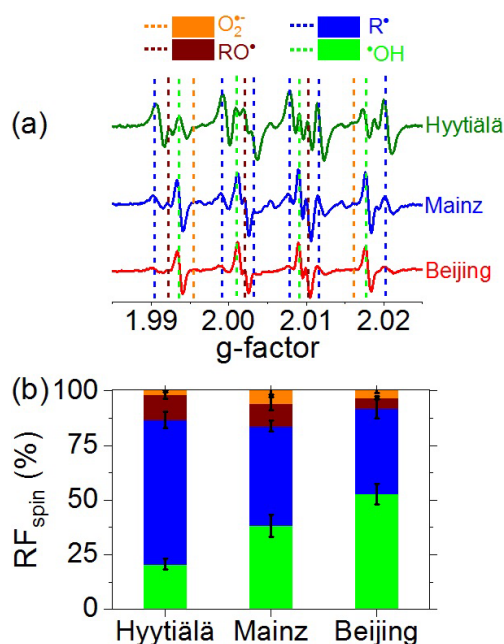 O₂•⁻ R•
RO• •OH
(a)
Hyytiälä
Mainz
Beijing
1.99 2.00 2.01 2.02
g-factor
(b)
100
75
50
25
0
RFspin (%)
Hyytiälä Mainz Beijing